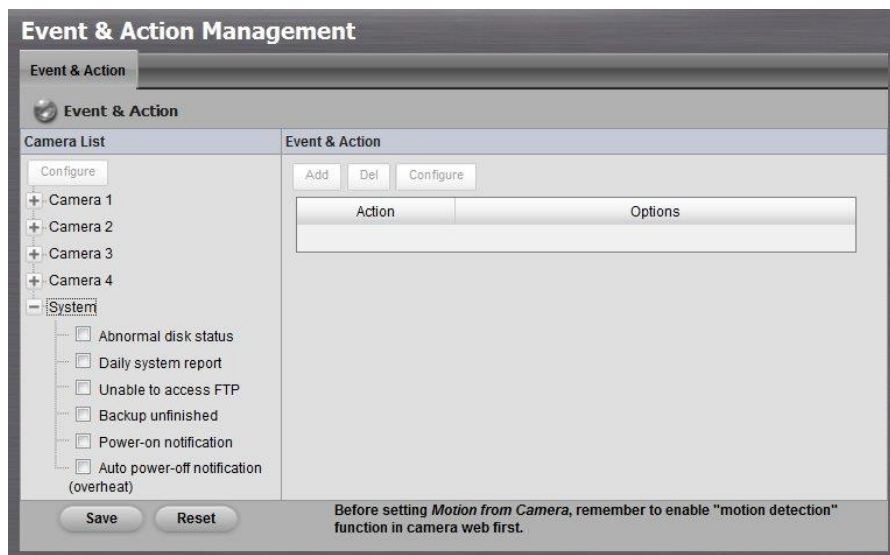 Event & Action Management
Event & Action
Event & Action
Camera List
Configure
Camera 1
Camera 2
Camera 3
Camera 4
System
Abnormal disk status
Daily system report
Unable to access FTP
Backup unfinished
Power-on notification
Auto power-off notification
(overheat)
Save Reset
Event & Action
Add Del Configure
Action Options
Before setting Motion from Camera, remember to enable "motion detection"
function in camera web first.